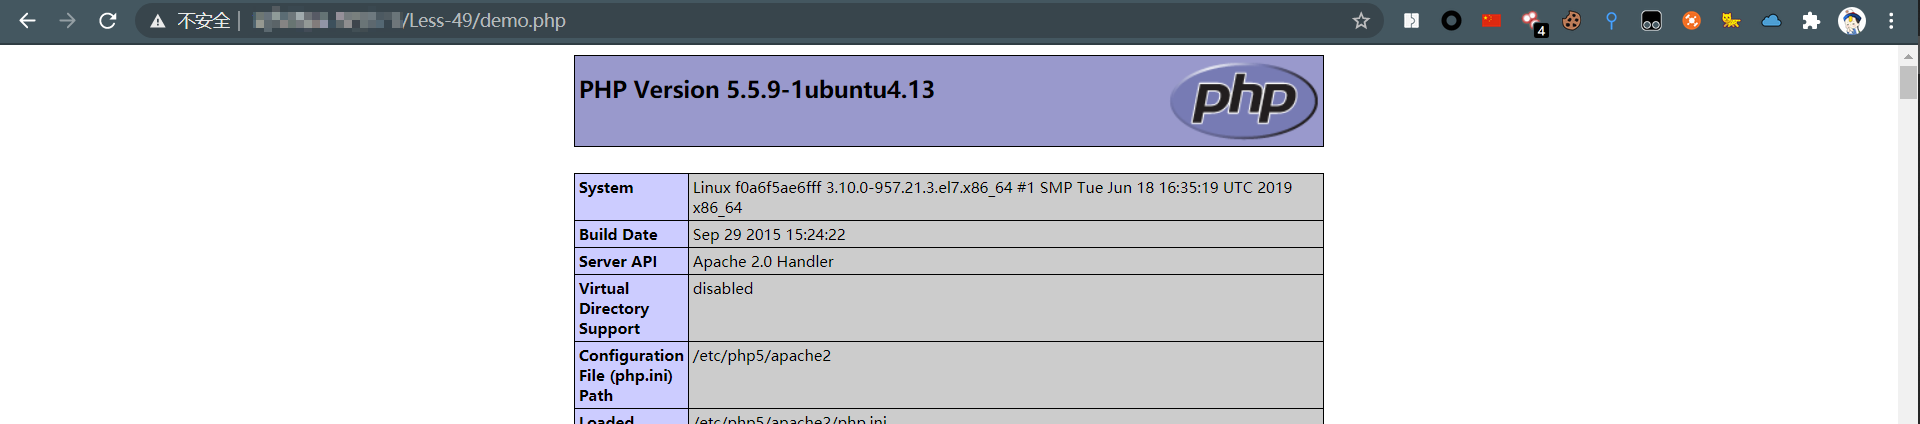 不安全 | /Less-49/demo.php
4
PHP Version 5.5.9-1ubuntu4.13
php
System
Linux f0a6f5ae6fff 3.10.0-957.21.3.el7.x86_64 #1 SMP Tue Jun 18 16:35:19 UTC 2019
x86_64
Build Date
Sep 29 2015 15:24:22
Server API
Apache 2.0 Handler
Virtual
Directory
Support
disabled
Configuration
File (php.ini)
Path
/etc/php5/apache2
Loaded
/etc/php5/apache2/php.ini